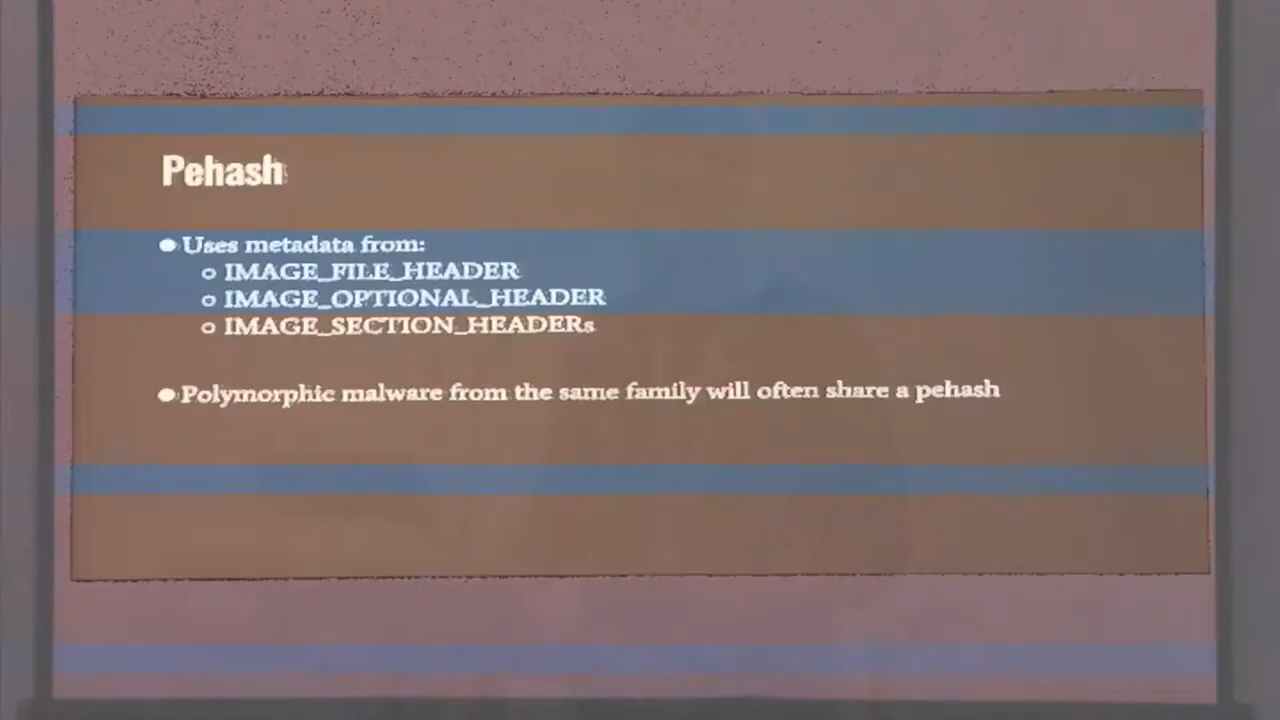 Pehash
● Uses metadata from:
○ IMAGE_FILE_HEADER
○ IMAGE_OPTIONAL_HEADER
○ IMAGE_SECTION_HEADERs
● Polymorphic malware from the same family will often share a pehash